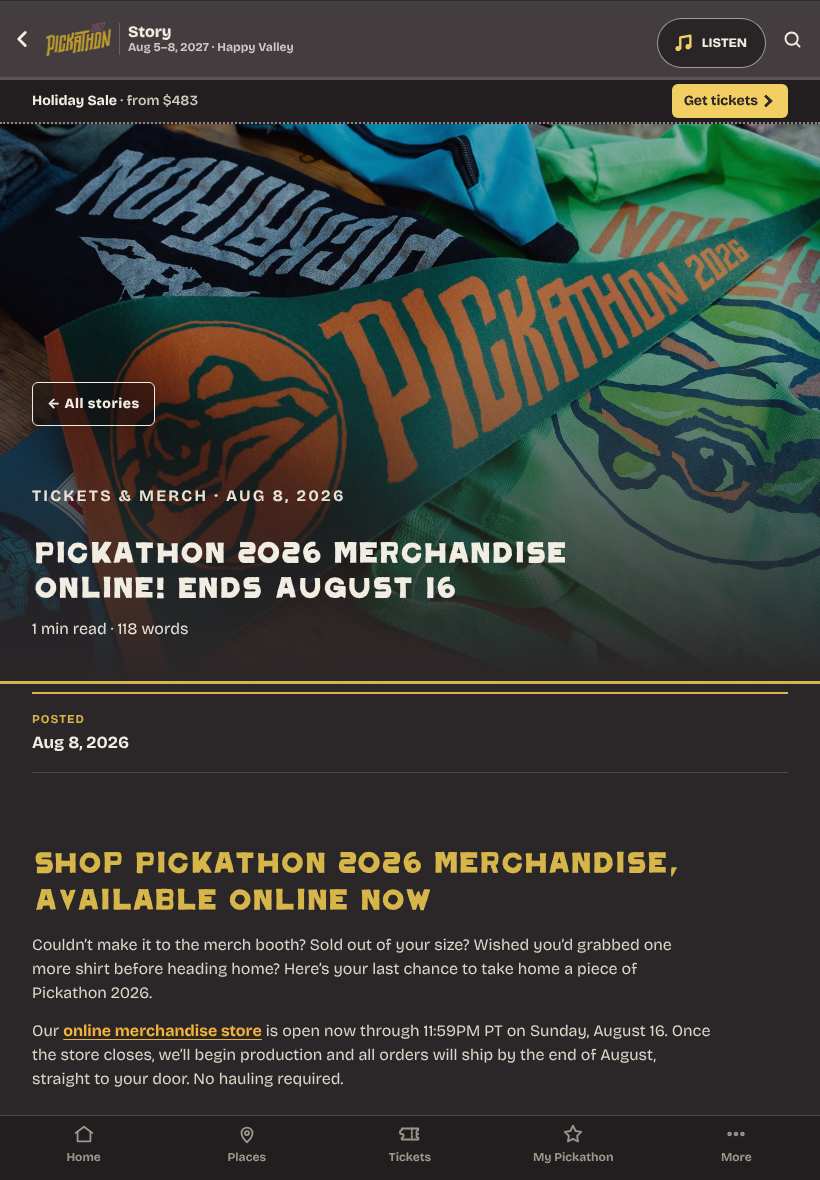 PICKATHON
Story
Aug 5–8, 2027 · Happy Valley
LISTEN
Holiday Sale · from $483
Get tickets
PICKATHON
PICKATHON 2026
← All stories
TICKETS & MERCH · AUG 8, 2026
PICKATHON 2026 MERCHANDISE
ONLINE! ENDS AUGUST 16
1 min read · 118 words
POSTED
Aug 8, 2026
SHOP PICKATHON 2026 MERCHANDISE,
AVAILABLE ONLINE NOW
Couldn’t make it to the merch booth? Sold out of your size? Wished you’d grabbed one
more shirt before heading home? Here’s your last chance to take home a piece of
Pickathon 2026.
Our online merchandise store is open now through 11:59PM PT on Sunday, August 16. Once
the store closes, we’ll begin production and all orders will ship by the end of August,
straight to your door. No hauling required.
Home
Places
Tickets
My Pickathon
More